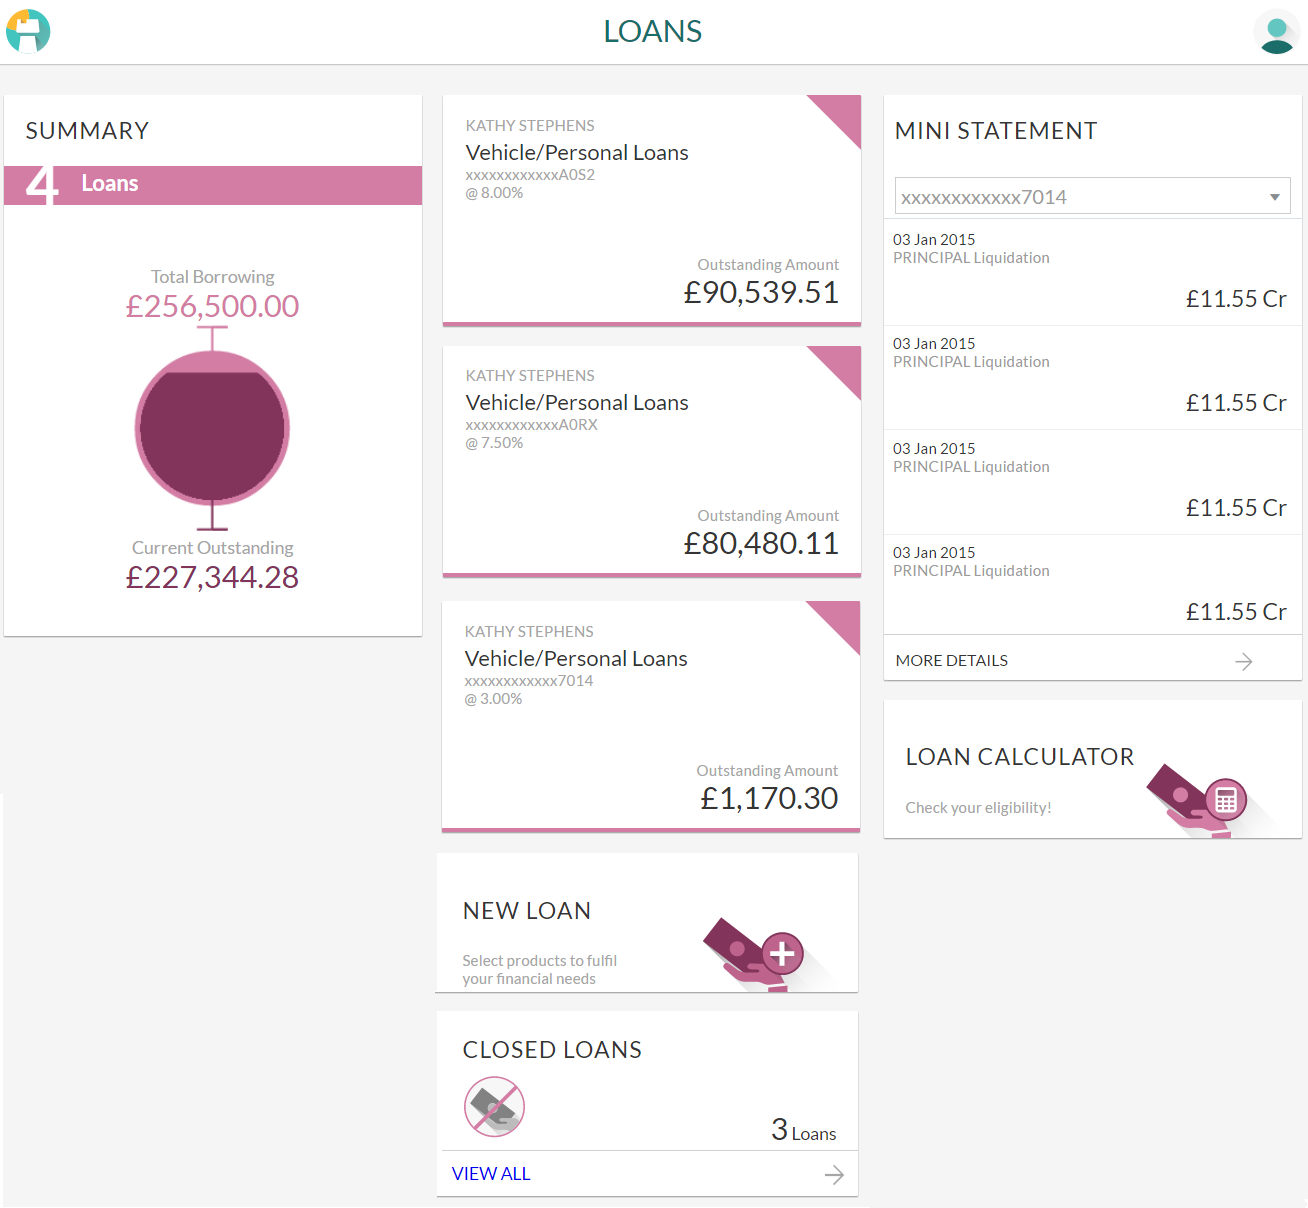 LOANS
SUMMARY
4 Loans
Total Borrowing
£256,500.00
Current Outstanding
£227,344.28
KATHY STEPHENS
Vehicle/Personal Loans
xxxxxxxxxxxxA0S2
@ 8.00%
Outstanding Amount
£90,539.51
KATHY STEPHENS
Vehicle/Personal Loans
xxxxxxxxxxxxA0RX
@ 7.50%
Outstanding Amount
£80,480.11
KATHY STEPHENS
Vehicle/Personal Loans
xxxxxxxxxxxx7014
@ 3.00%
Outstanding Amount
£1,170.30
NEW LOAN
Select products to fulfil
your financial needs
CLOSED LOANS
3 Loans
VIEW ALL
MINI STATEMENT
xxxxxxxxxxxx7014
03 Jan 2015
PRINCIPAL Liquidation
£11.55 Cr
03 Jan 2015
PRINCIPAL Liquidation
£11.55 Cr
03 Jan 2015
PRINCIPAL Liquidation
£11.55 Cr
03 Jan 2015
PRINCIPAL Liquidation
£11.55 Cr
MORE DETAILS
LOAN CALCULATOR
Check your eligibility!